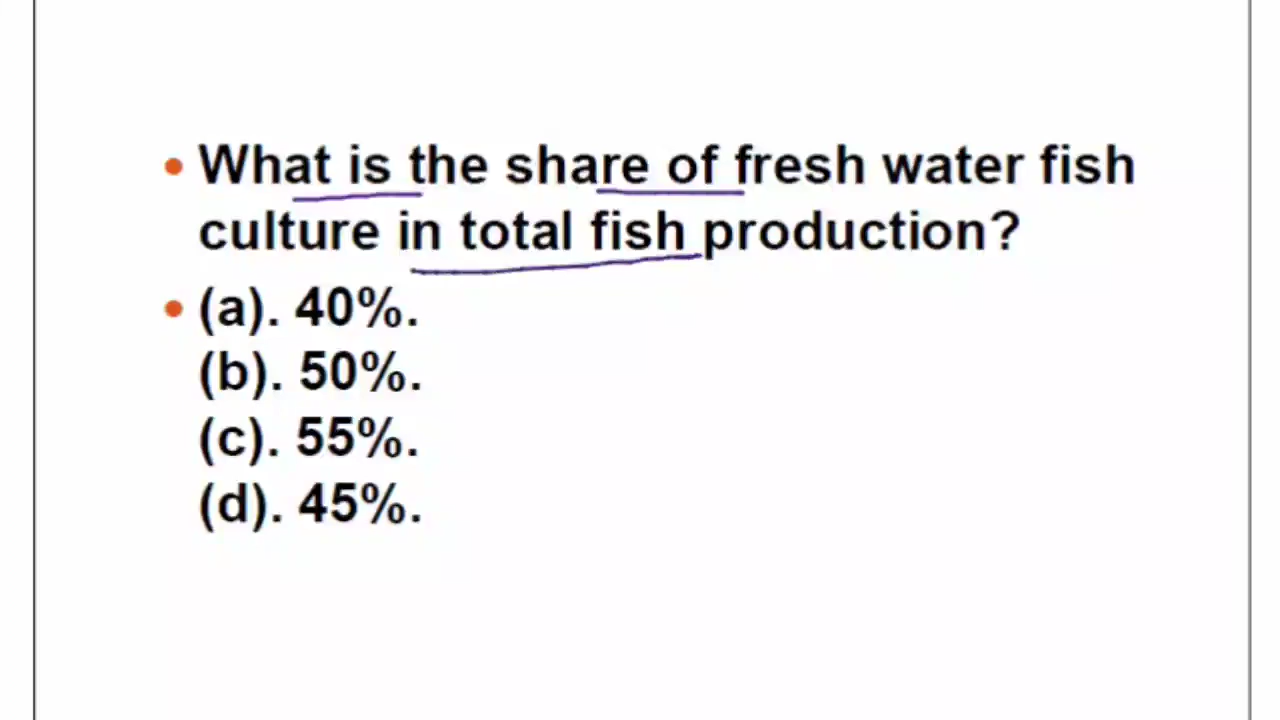 • What is the share of fresh water fish
culture in total fish production?
• (a). 40%.
(b). 50%.
(c). 55%.
(d). 45%.